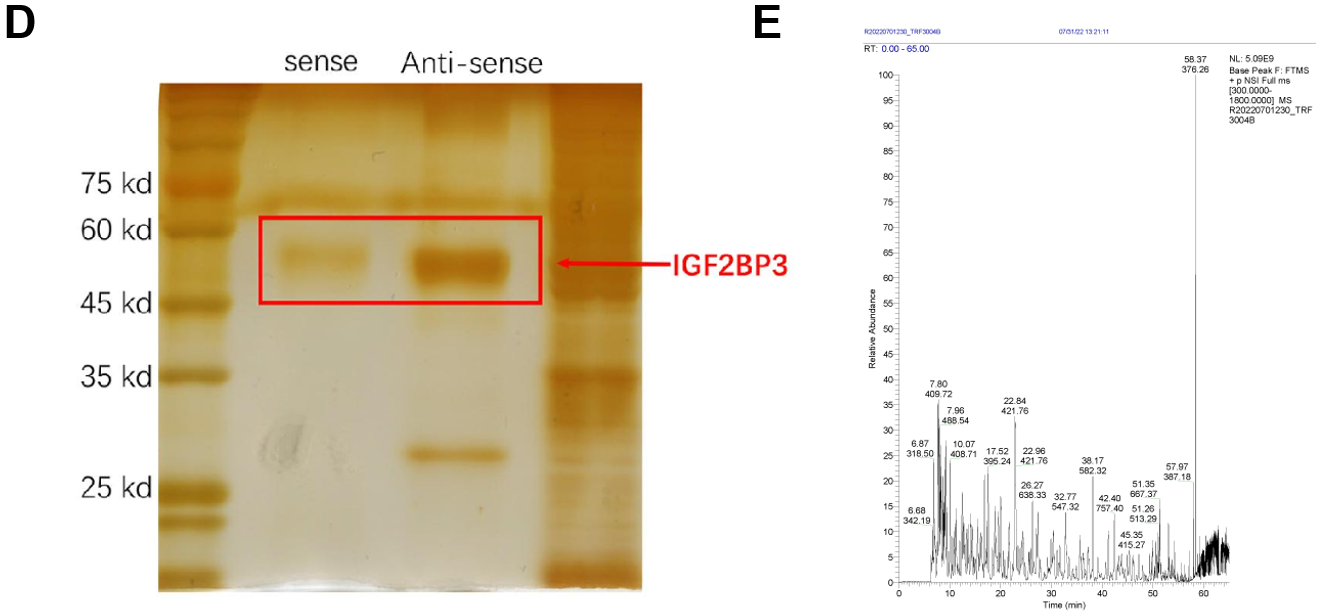 D
sense Anti-sense
75 kd
60 kd
45 kd
35 kd
25 kd
IGF2BP3
E
R20220701230_TRF3004B 07/31/22 13:21:11
RT: 0.00 - 65.00
NL: 5.09E9
Base Peak F: FTMS
+ p NSI Full ms
[300.0000-
1800.0000] MS
R20220701230_TRF
3004B
58.37
376.26
100
95
90
85
80
75
70
65
60
55
50
45
40
35
30
25
20
15
10
5
0
Relative Abundance
7.80
409.72
7.96
488.54
6.87
318.50
10.07
408.71
6.68
342.19
17.52
395.24
22.84
421.76
22.96
421.76
26.27
638.33
32.77
547.32
38.17
582.32
42.40
757.40
45.35
415.27
51.35
667.37
51.26
513.29
57.97
387.18
0 10 20 30 40 50 60
Time (min)